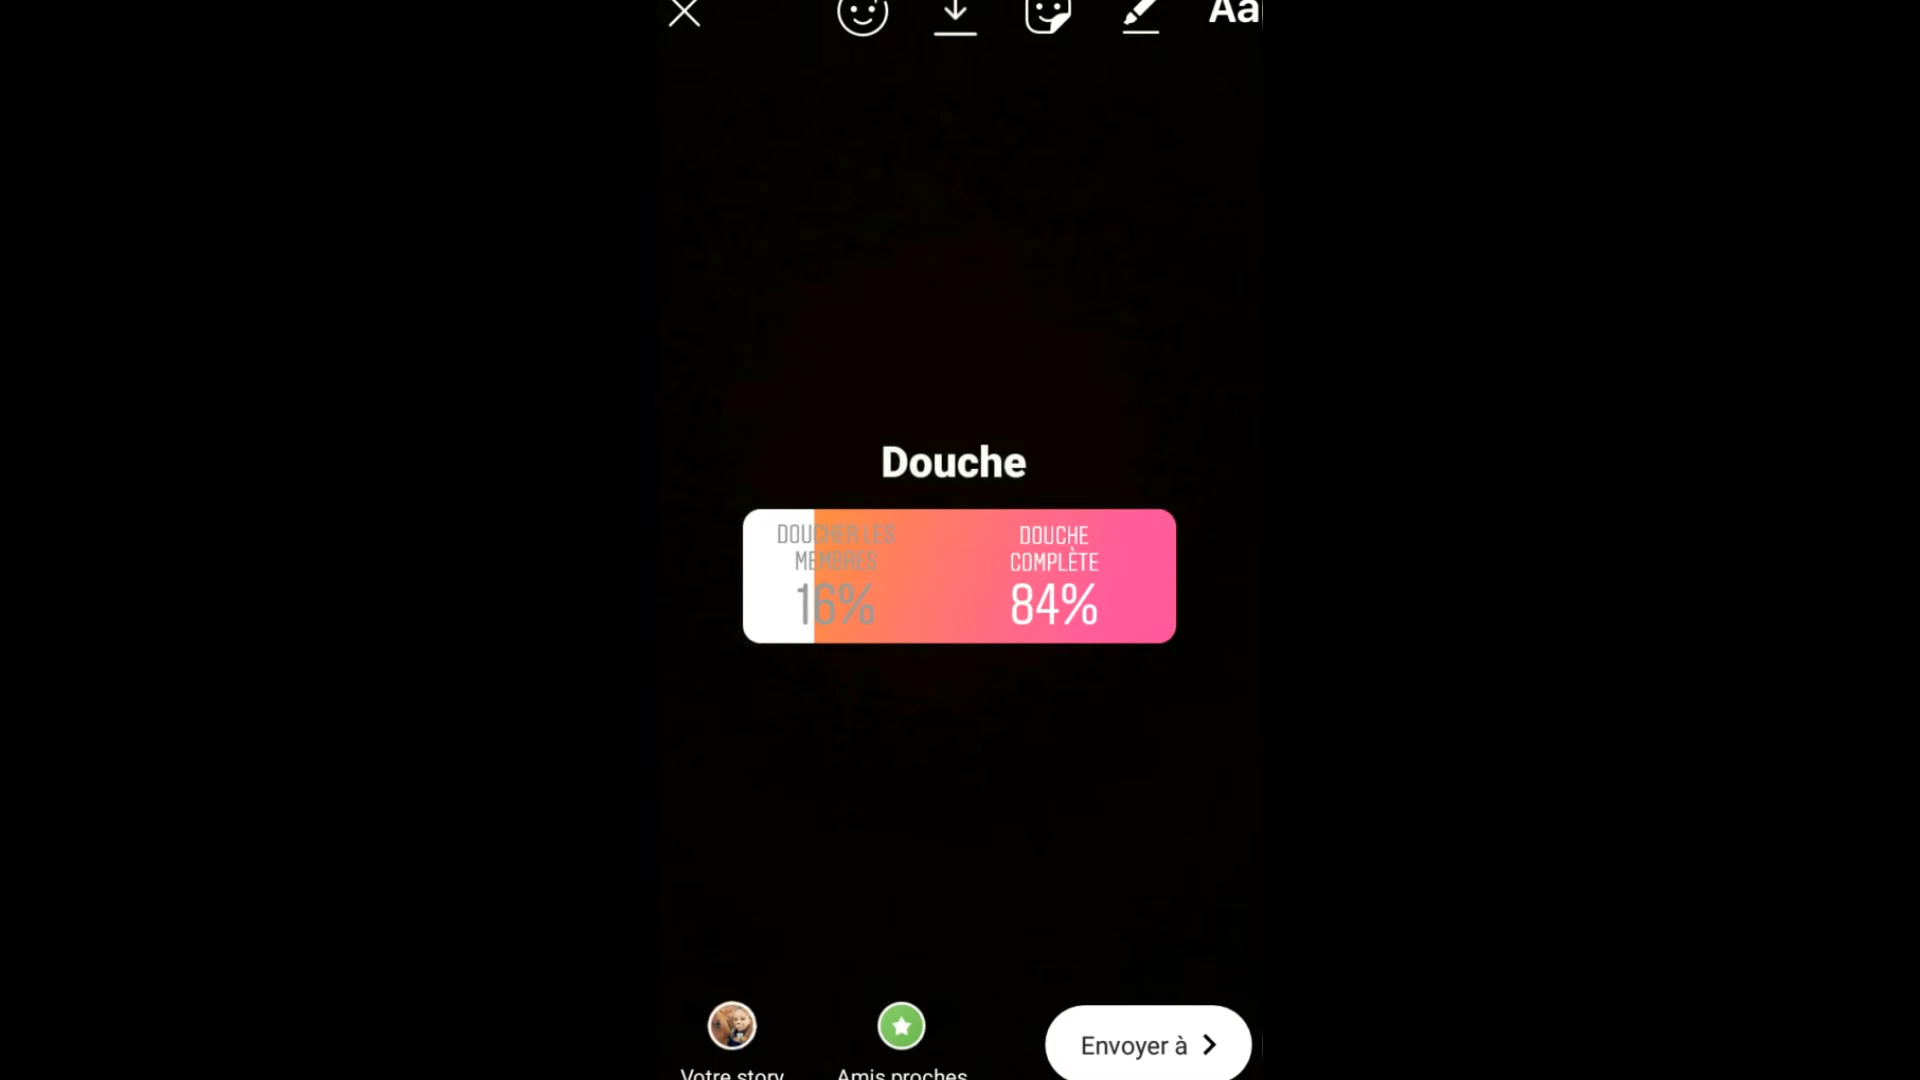 Aa
Douche
DOUCHER LES
MEMBRES
16%
DOUCHE
COMPLÈTE
84%
Votre story
Amis proches
Envoyer à